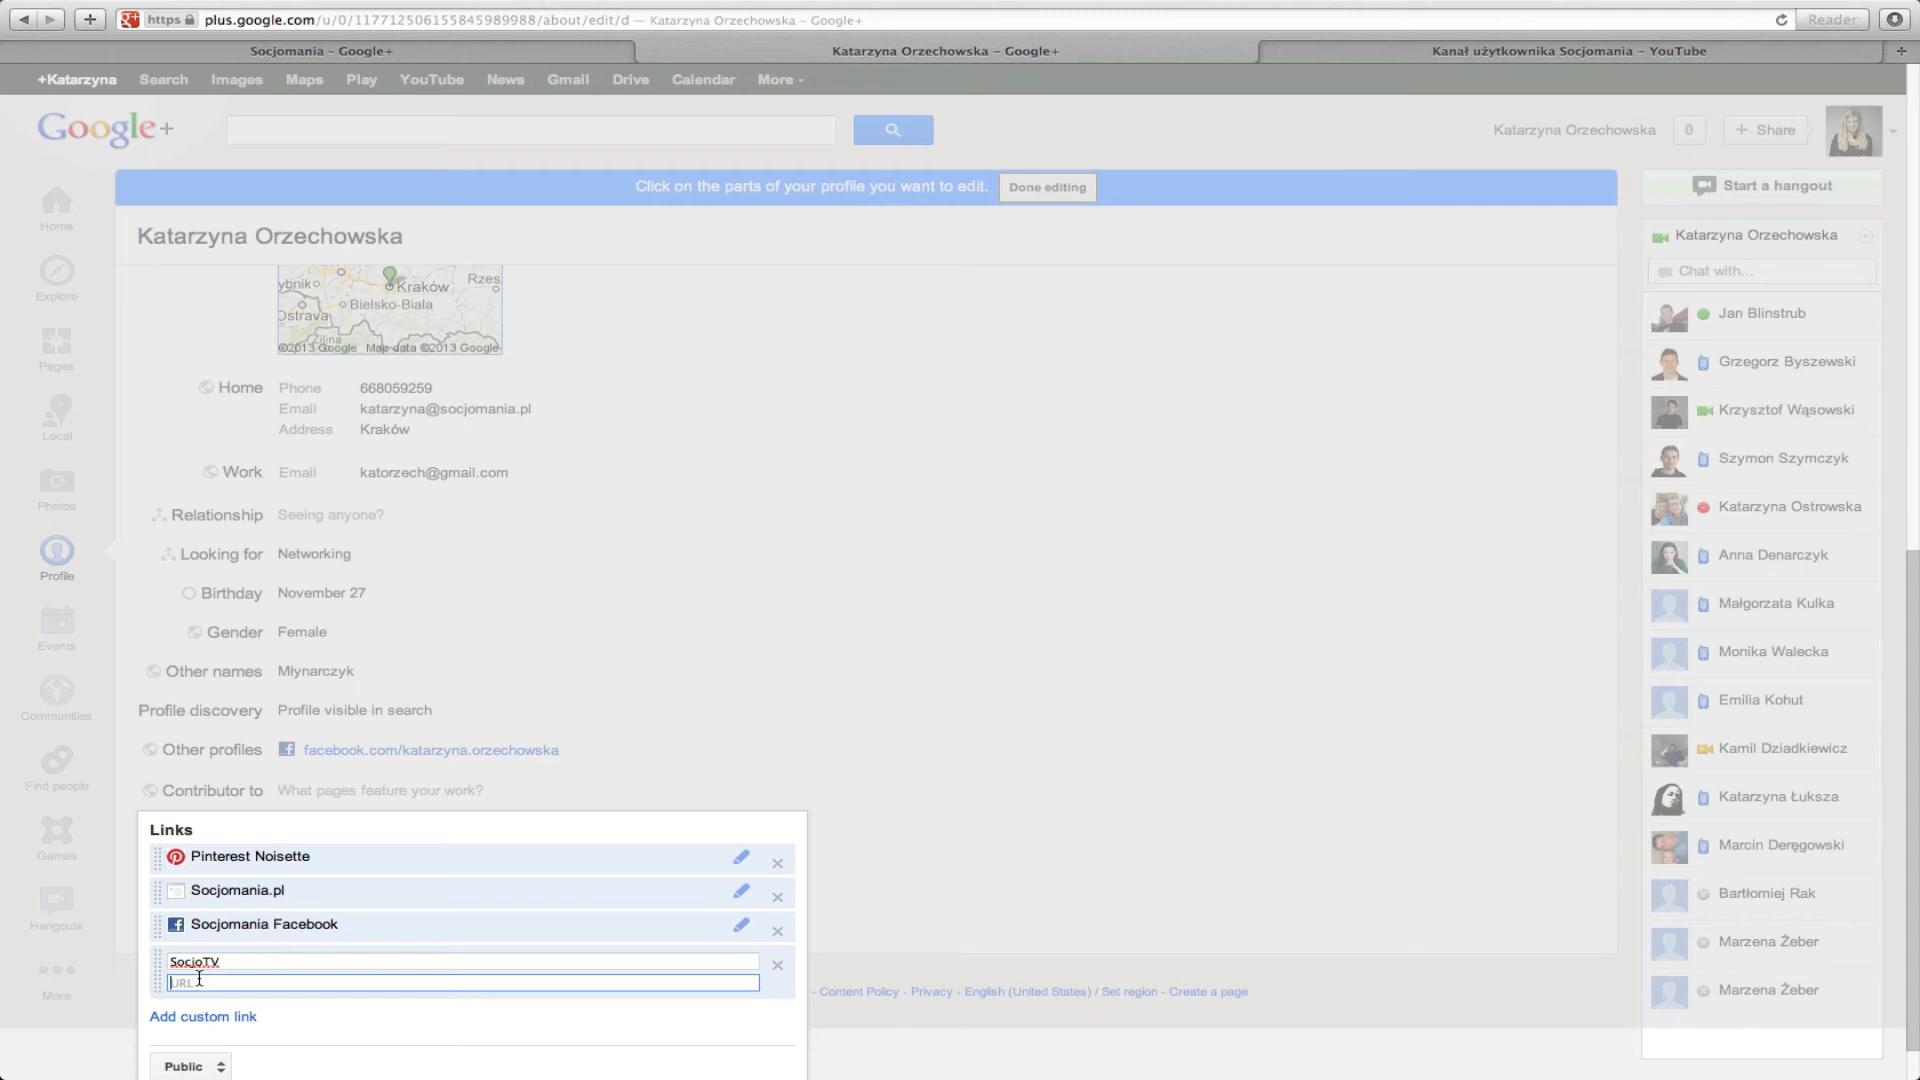 https plus.google.com/u/0/117712506155845989988/about/edit/d — Katarzyna Orzechowska – Google+
Reader
Socjomania – Google+
Katarzyna Orzechowska – Google+
Kanał użytkownika Socjomania – YouTube
+Katarzyna Search Images Maps Play YouTube News Gmail Drive Calendar More
Google+
Katarzyna Orzechowska 0 + Share
Click on the parts of your profile you want to edit. Done editing
Start a hangout
Home
Explore
Pages
Local
Photos
Profile
Events
Communities
Find people
Games
Hangouts
More
Katarzyna Orzechowska
ybnik
Kraków
Rzes
Bielsko-Biala
Ostrava
Zilina
©2013 Google Map data ©2013 Google
Home Phone 668059259
Email katarzyna@socjomania.pl
Address Kraków
Work Email katorzech@gmail.com
Relationship Seeing anyone?
Looking for Networking
Birthday November 27
Gender Female
Other names Młynarczyk
Profile discovery Profile visible in search
Other profiles facebook.com/katarzyna.orzechowska
Contributor to What pages feature your work?
Links
Pinterest Noisette
Socjomania.pl
Socjomania Facebook
SocjoTV
URL
Add custom link
Public
- Content Policy - Privacy - English (United States) / Set region - Create a page
Katarzyna Orzechowska
Chat with...
Jan Blinstrub
Grzegorz Byszewski
Krzysztof Wąsowski
Szymon Szymczyk
Katarzyna Ostrowska
Anna Denarczyk
Małgorzata Kulka
Monika Walecka
Emilia Kohut
Kamil Dziadkiewicz
Katarzyna Łuksza
Marcin Deręgowski
Bartłomiej Rak
Marzena Żeber
Marzena Żeber